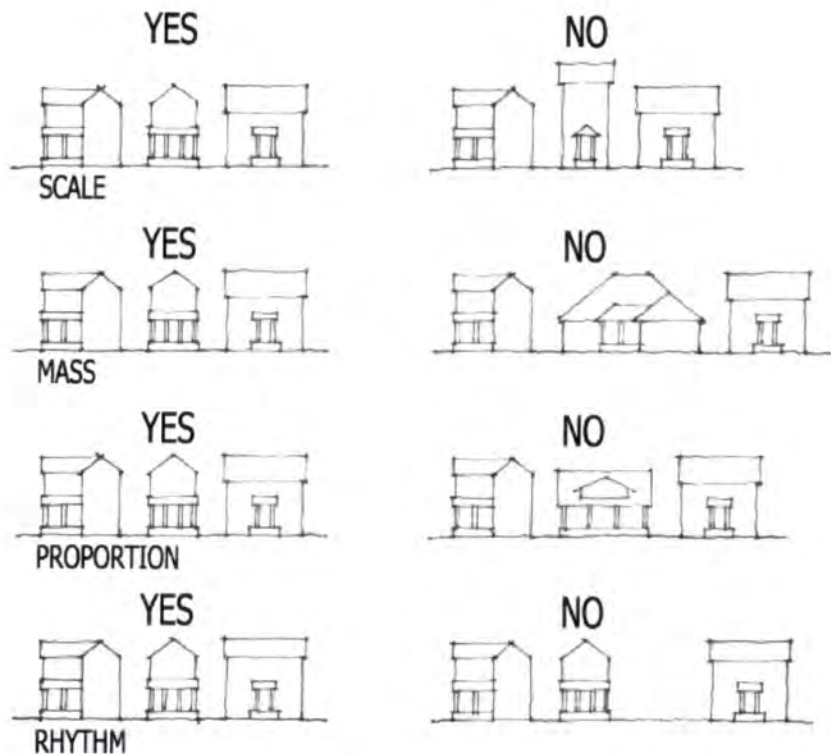 YES NO
SCALE
YES NO
MASS
YES NO
PROPORTION
YES NO
RHYTHM